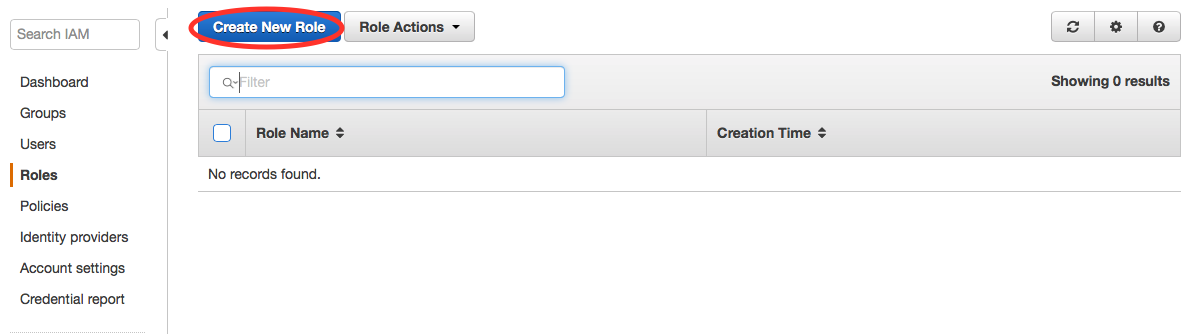 Search IAM
Create New Role
Role Actions
Filter
Showing 0 results
Role Name
Creation Time
No records found.
Dashboard
Groups
Users
Roles
Policies
Identity providers
Account settings
Credential report